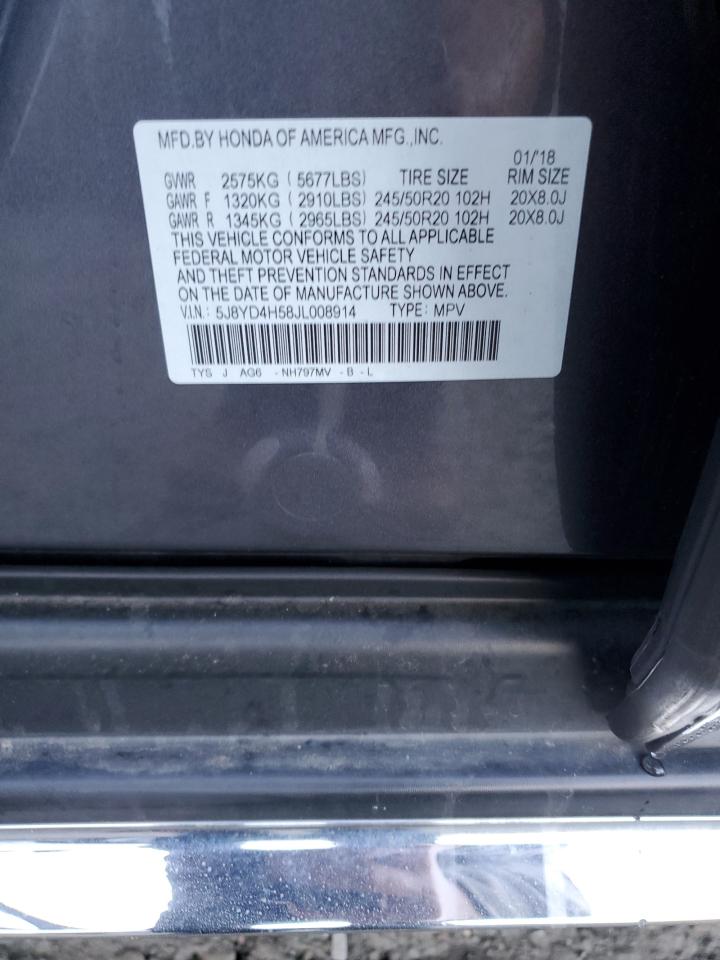 MFD.BY HONDA OF AMERICA MFG.,INC.
01/'18
GVWR 2575KG ( 5677LBS) TIRE SIZE RIM SIZE
GAWR F 1320KG ( 2910LBS) 245/50R20 102H 20X8.0J
GAWR R 1345KG ( 2965LBS) 245/50R20 102H 20X8.0J
THIS VEHICLE CONFORMS TO ALL APPLICABLE
FEDERAL MOTOR VEHICLE SAFETY
AND THEFT PREVENTION STANDARDS IN EFFECT
ON THE DATE OF MANUFACTURE SHOWN ABOVE.
V.I.N.: 5J8YD4H58JL008914 TYPE: MPV
TYS J AG6 - NH797MV - B - L